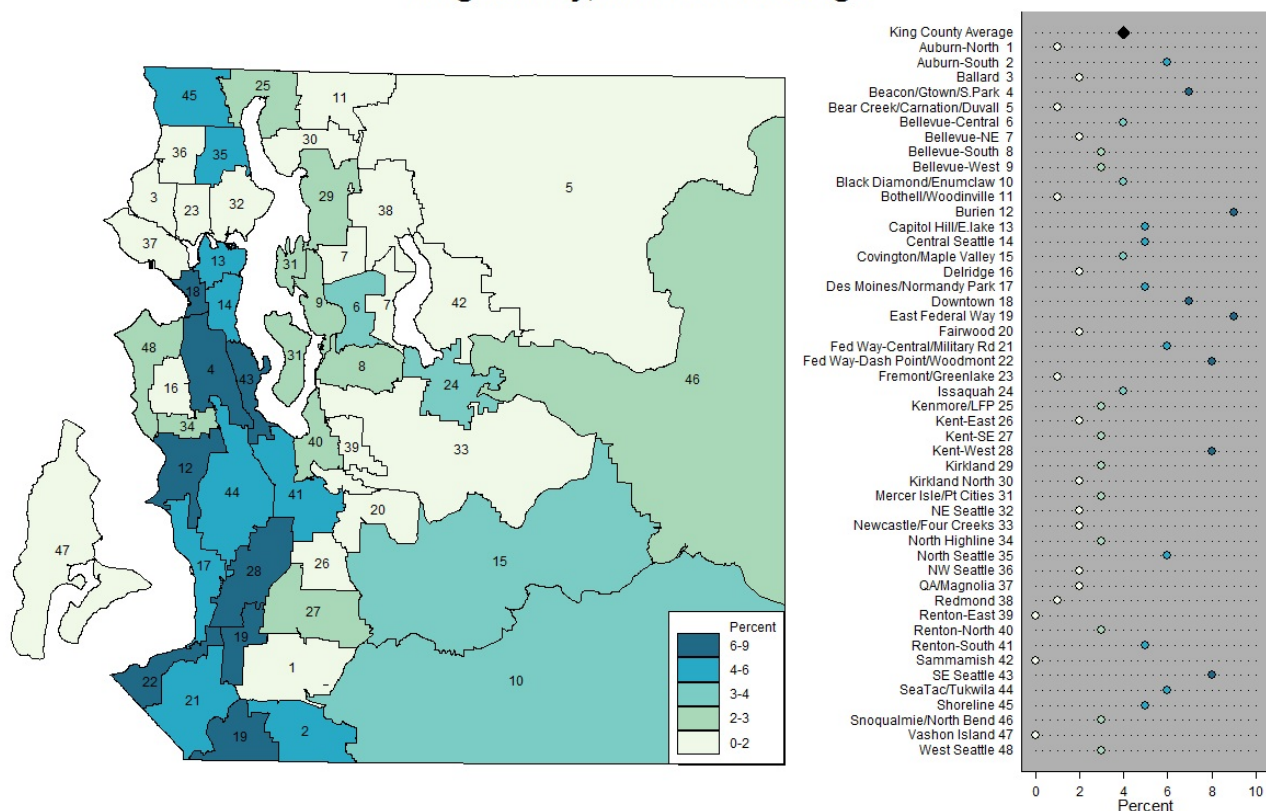 45
25
11
36
35
30
5
3
23
32
29
38
37
13
31
7
18
14
9
6
7
42
48
4
43
31
8
24
46
16
34
40
39
33
12
44
41
20
47
17
28
26
15
27
19
1
22
21
10
19
2
Percent
6-9
4-6
3-4
2-3
0-2
King County Average
Auburn-North 1
Auburn-South 2
Ballard 3
Beacon/Gtown/S.Park 4
Bear Creek/Carnation/Duvall 5
Bellevue-Central 6
Bellevue-NE 7
Bellevue-South 8
Bellevue-West 9
Black Diamond/Enumclaw 10
Bothell/Woodinville 11
Burien 12
Capitol Hill/E.lake 13
Central Seattle 14
Covington/Maple Valley 15
Delridge 16
Des Moines/Normandy Park 17
Downtown 18
East Federal Way 19
Fairwood 20
Fed Way-Central/Military Rd 21
Fed Way-Dash Point/Woodmont 22
Fremont/Greenlake 23
Issaquah 24
Kenmore/LFP 25
Kent-East 26
Kent-SE 27
Kent-West 28
Kirkland 29
Kirkland North 30
Mercer Isle/Pt Cities 31
NE Seattle 32
Newcastle/Four Creeks 33
North Highline 34
North Seattle 35
NW Seattle 36
QA/Magnolia 37
Redmond 38
Renton-East 39
Renton-North 40
Renton-South 41
Sammamish 42
SE Seattle 43
SeaTac/Tukwila 44
Shoreline 45
Snoqualmie/North Bend 46
Vashon Island 47
West Seattle 48
0 2 4 6 8 10
Percent